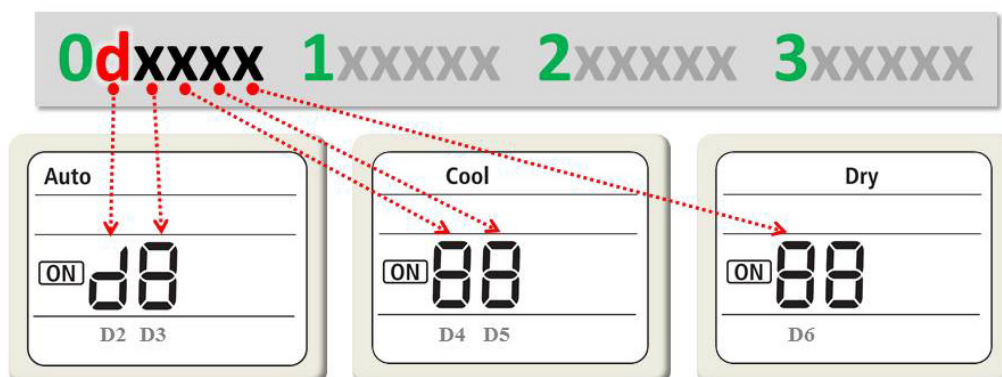 0dxxxx 1xxxxx 2xxxxx 3xxxxx
Auto
ON d8
D2 D3
Cool
ON 88
D4 D5
Dry
ON 88
D6